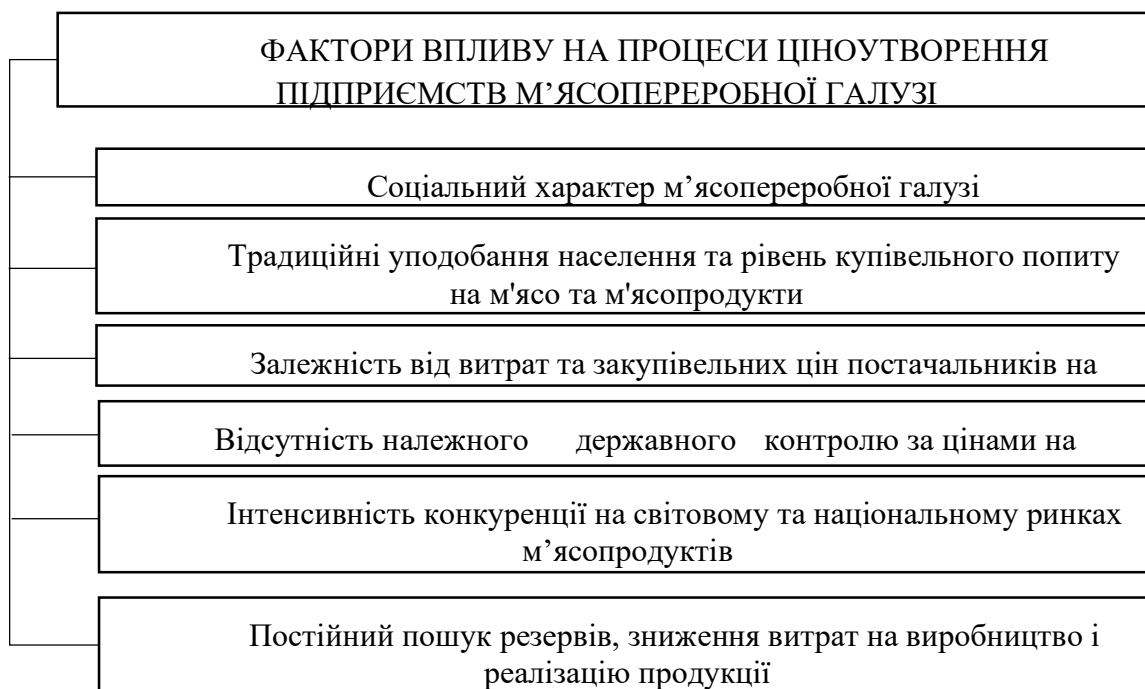 ФАКТОРИ ВПЛИВУ НА ПРОЦЕСИ ЦІНОУТВОРЕННЯ
ПІДПРИЄМСТВ М’ЯСОПЕРЕРОБНОЇ ГАЛУЗІ
Соціальний характер м’ясопереробної галузі
Традиційні уподобання населення та рівень купівельного попиту
на м'ясо та м'ясопродукти
Залежність від витрат та закупівельних цін постачальників на
Відсутність належного державного контролю за цінами на
Інтенсивність конкуренції на світовому та національному ринках
м’ясопродуктів
Постійний пошук резервів, зниження витрат на виробництво і
реалізацію продукції